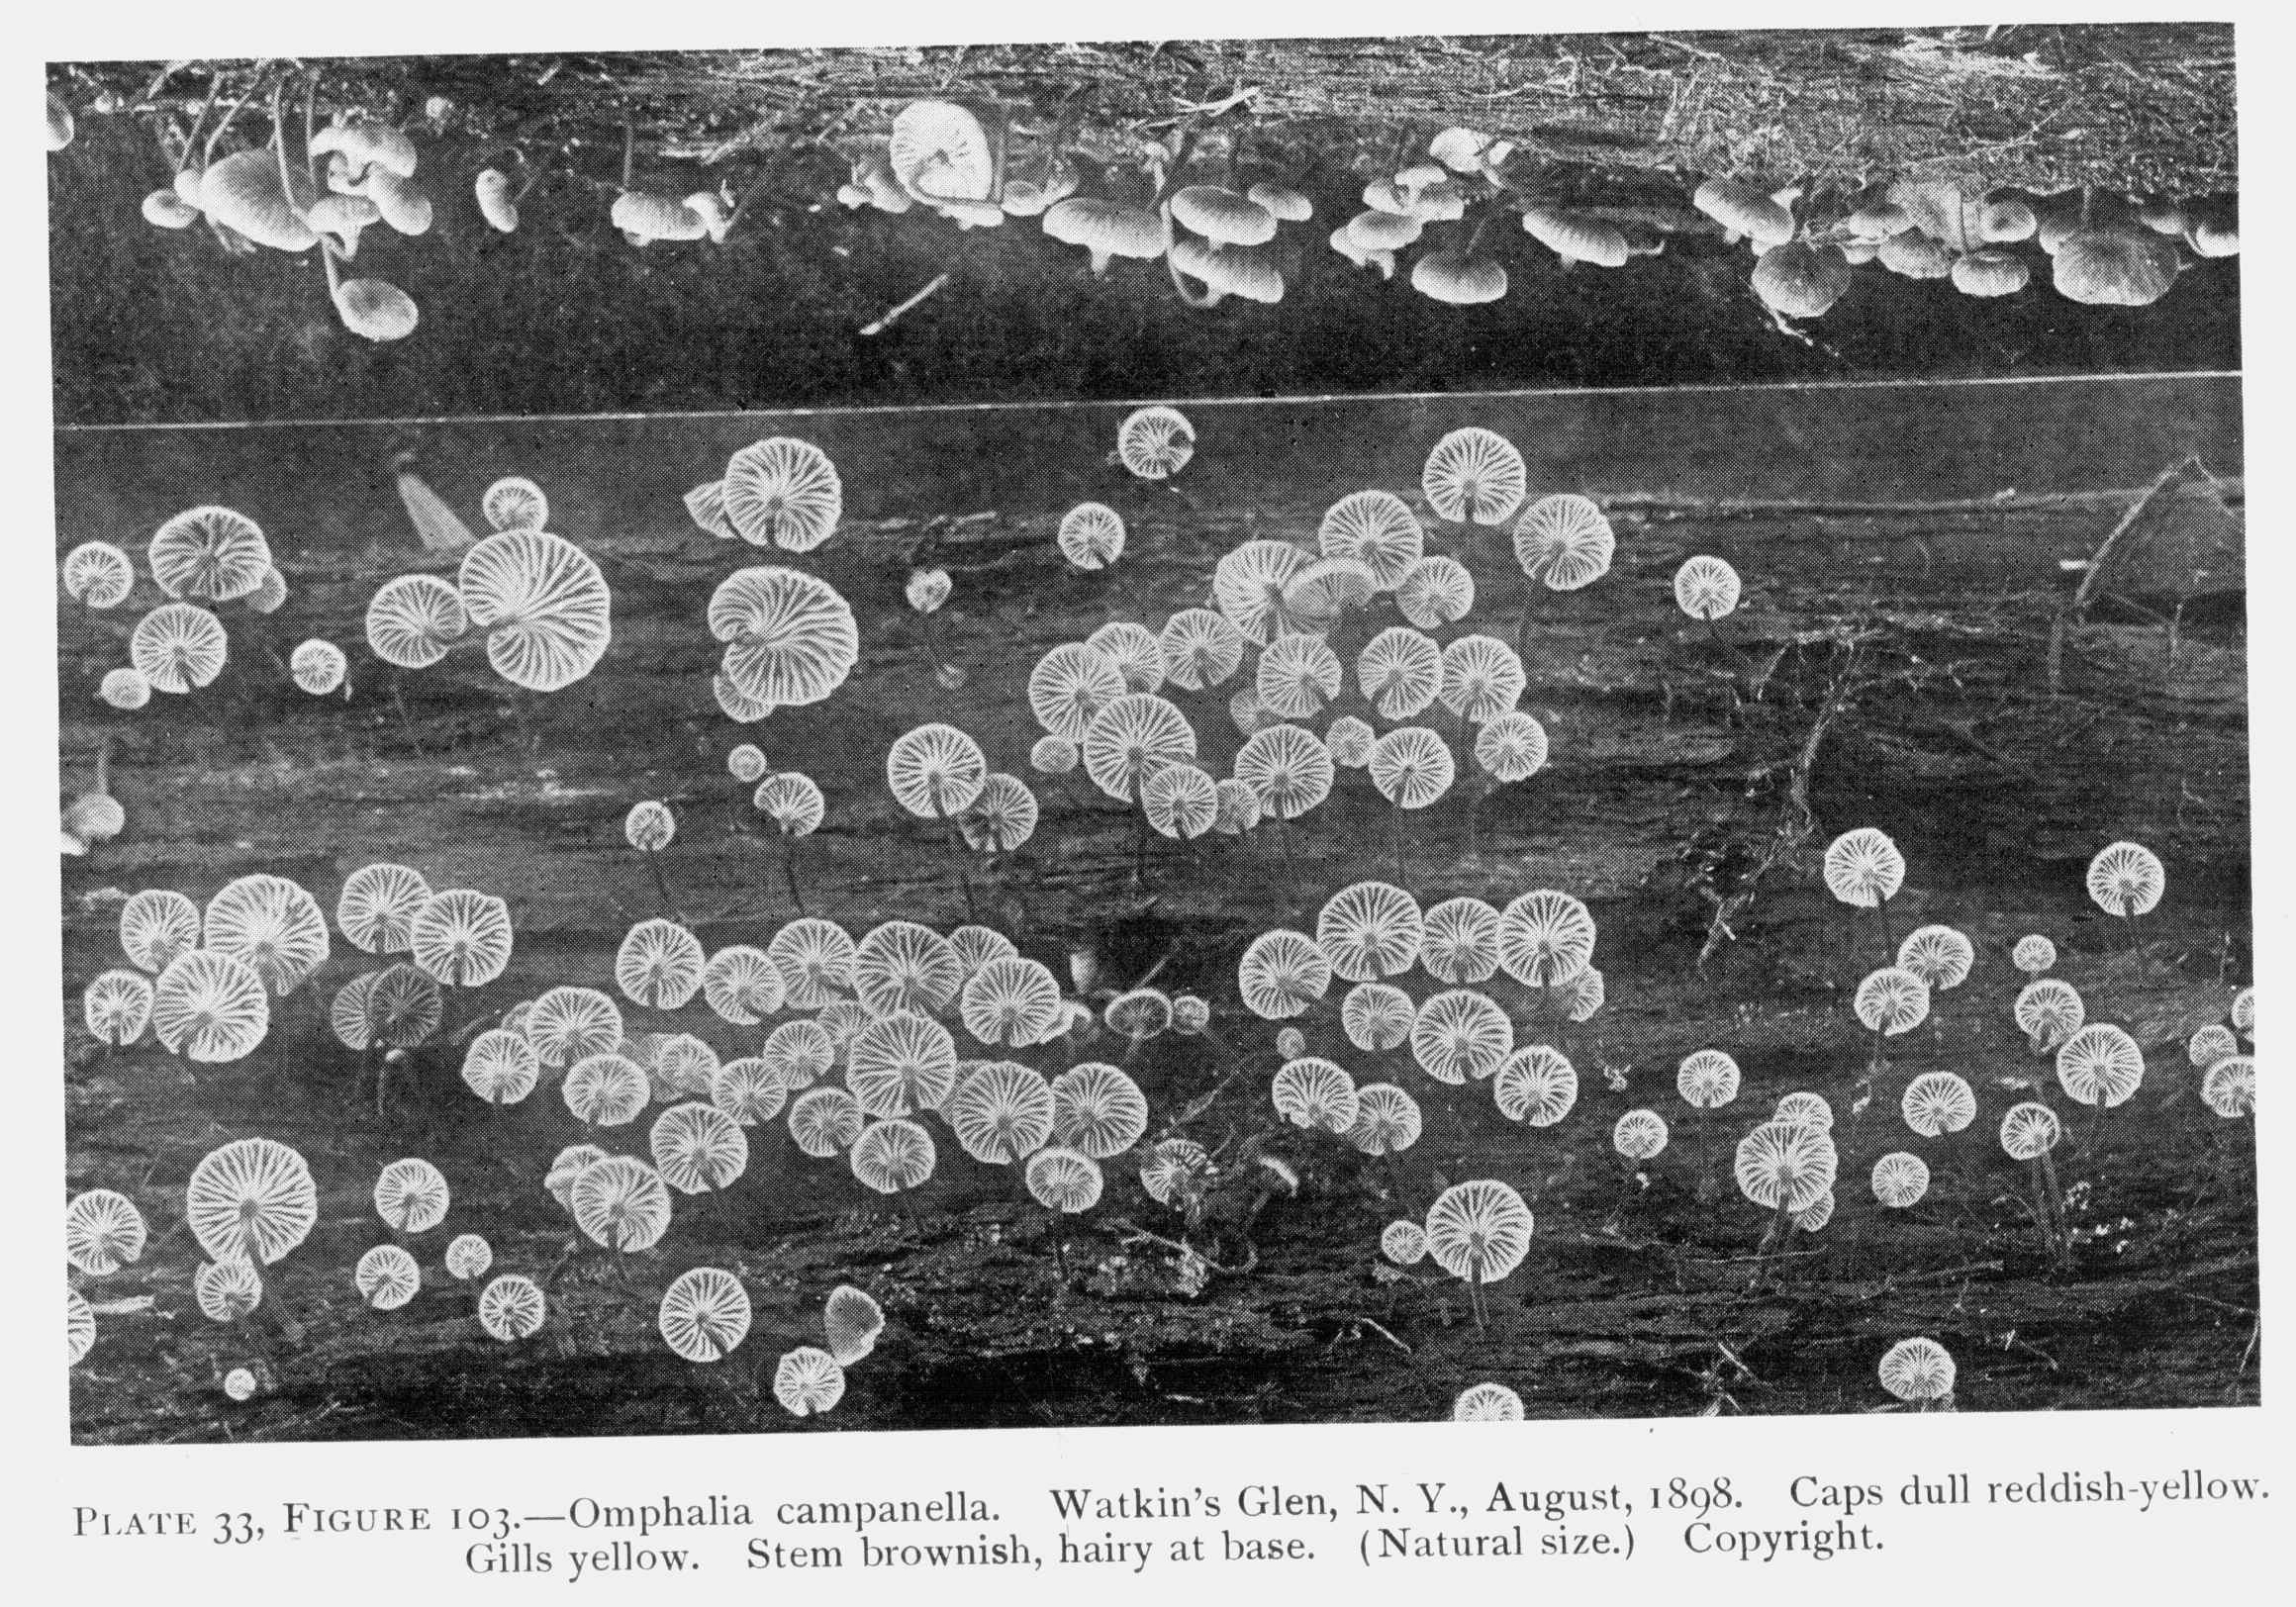 PLATE 33, FIGURE 103.—Omphalia campanella. Watkin's Glen, N. Y., August, 1898. Caps dull reddish-yellow.
Gills yellow. Stem brownish, hairy at base. (Natural size.) Copyright.